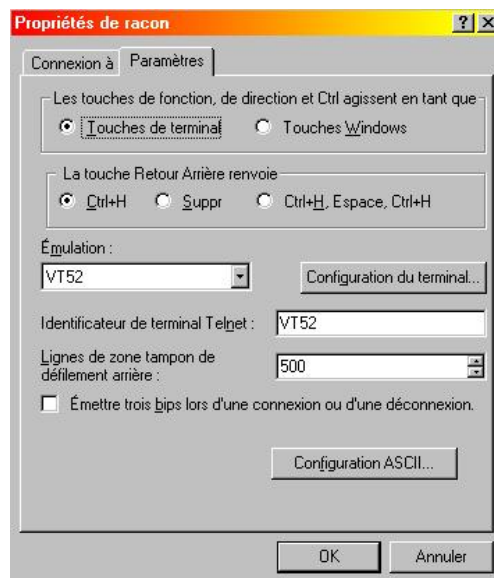 Propriétés de racon
Connexion à Paramètres
Les touches de fonction, de direction et Ctrl agissent en tant que
Touches de terminal Touches Windows
La touche Retour Arrière renvoie
Ctrl+H Suppr Ctrl+H, Espace, Ctrl+H
Émulation :
VT52 Configuration du terminal...
Identificateur de terminal Telnet : VT52
Lignes de zone tampon de
défilement arrière : 500
Émettre trois bips lors d'une connexion ou d'une déconnexion.
Configuration ASCII...
OK Annuler